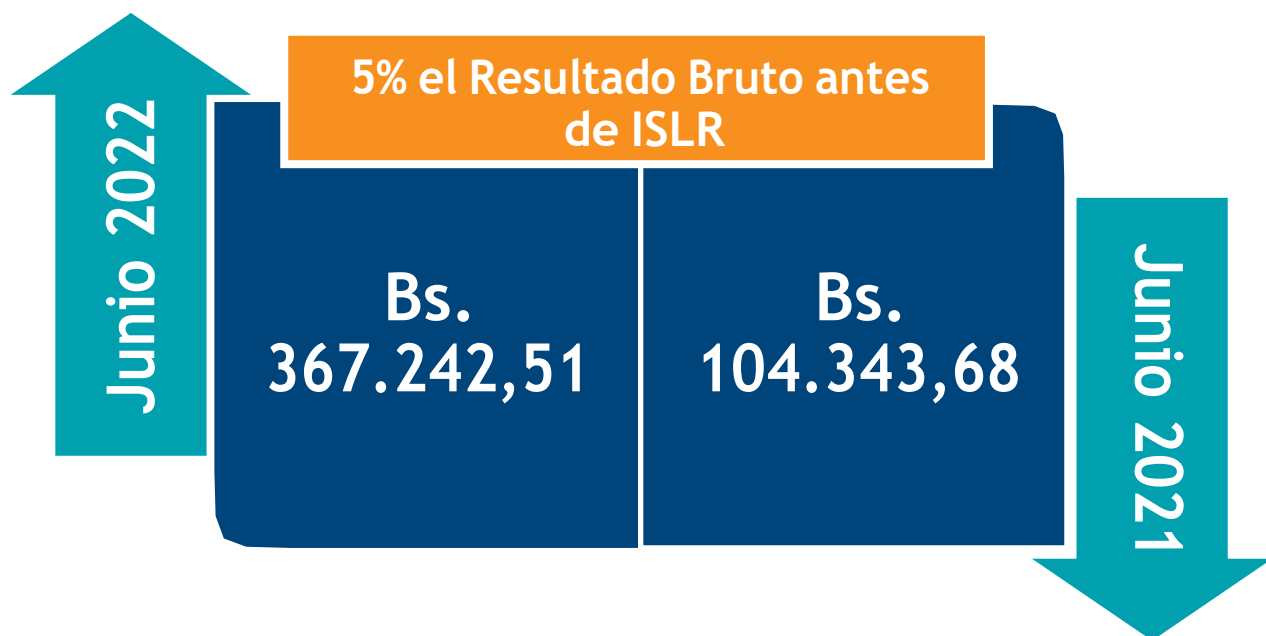 5% el Resultado Bruto antes
de ISLR
Junio 2022
Bs.
367.242,51
Bs.
104.343,68
Junio 2021